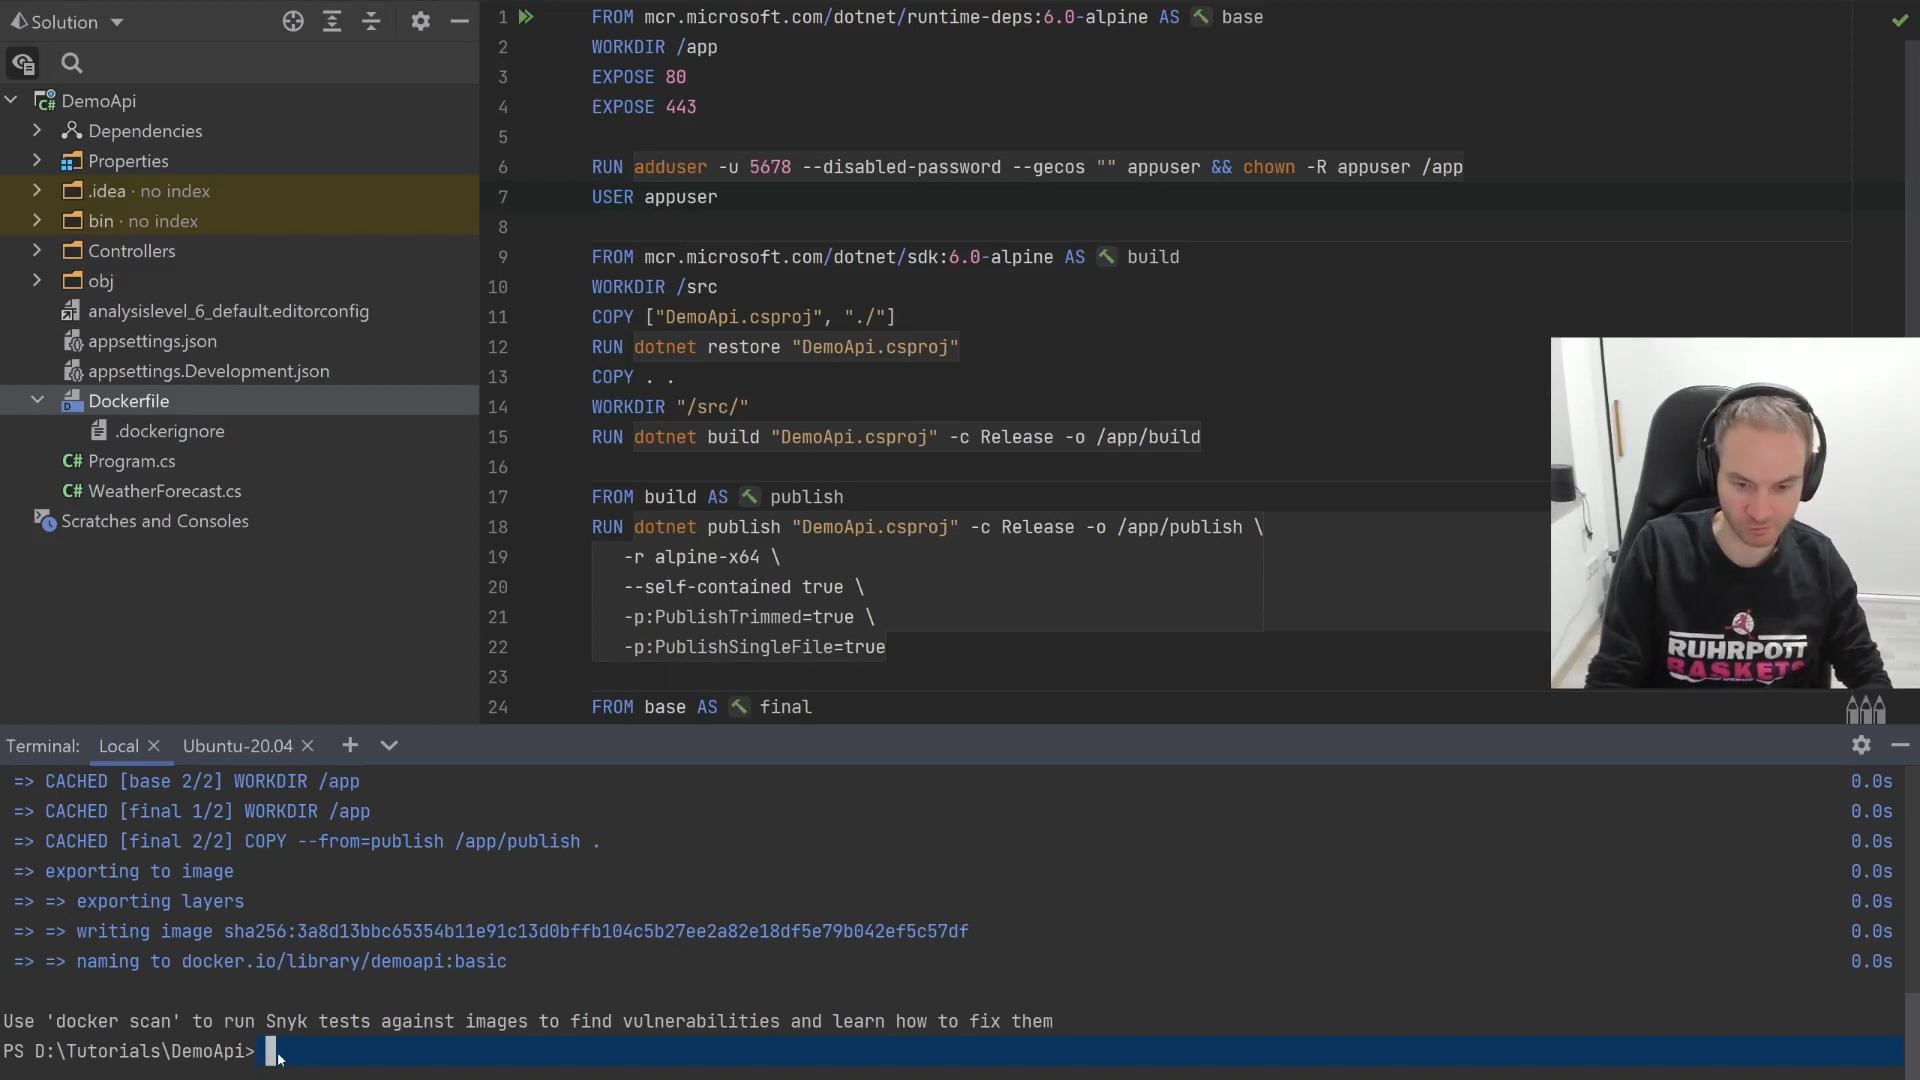 Solution
DemoApi
Dependencies
Properties
.idea · no index
bin · no index
Controllers
obj
analysislevel_6_default.editorconfig
appsettings.json
appsettings.Development.json
Dockerfile
.dockerignore
C# Program.cs
C# WeatherForecast.cs
Scratches and Consoles
1 FROM mcr.microsoft.com/dotnet/runtime-deps:6.0-alpine AS base
2 WORKDIR /app
3 EXPOSE 80
4 EXPOSE 443
5
6 RUN adduser -u 5678 --disabled-password --gecos "" appuser && chown -R appuser /app
7 USER appuser
8
9 FROM mcr.microsoft.com/dotnet/sdk:6.0-alpine AS build
10 WORKDIR /src
11 COPY ["DemoApi.csproj", "./"]
12 RUN dotnet restore "DemoApi.csproj"
13 COPY . .
14 WORKDIR "/src/"
15 RUN dotnet build "DemoApi.csproj" -c Release -o /app/build
16
17 FROM build AS publish
18 RUN dotnet publish "DemoApi.csproj" -c Release -o /app/publish \
19 -r alpine-x64 \
20 --self-contained true \
21 -p:PublishTrimmed=true \
22 -p:PublishSingleFile=true
23
24 FROM base AS final
RUHRPOTT
BASKETS
Terminal: Local Ubuntu-20.04
=> CACHED [base 2/2] WORKDIR /app 0.0s
=> CACHED [final 1/2] WORKDIR /app 0.0s
=> CACHED [final 2/2] COPY --from=publish /app/publish . 0.0s
=> exporting to image 0.0s
=> => exporting layers 0.0s
=> => writing image sha256:3a8d13bbc65354b11e91c13d0bffb104c5b27ee2a82e18df5e79b042ef5c57df 0.0s
=> => naming to docker.io/library/demoapi:basic 0.0s
Use 'docker scan' to run Snyk tests against images to find vulnerabilities and learn how to fix them
PS D:\Tutorials\DemoApi>